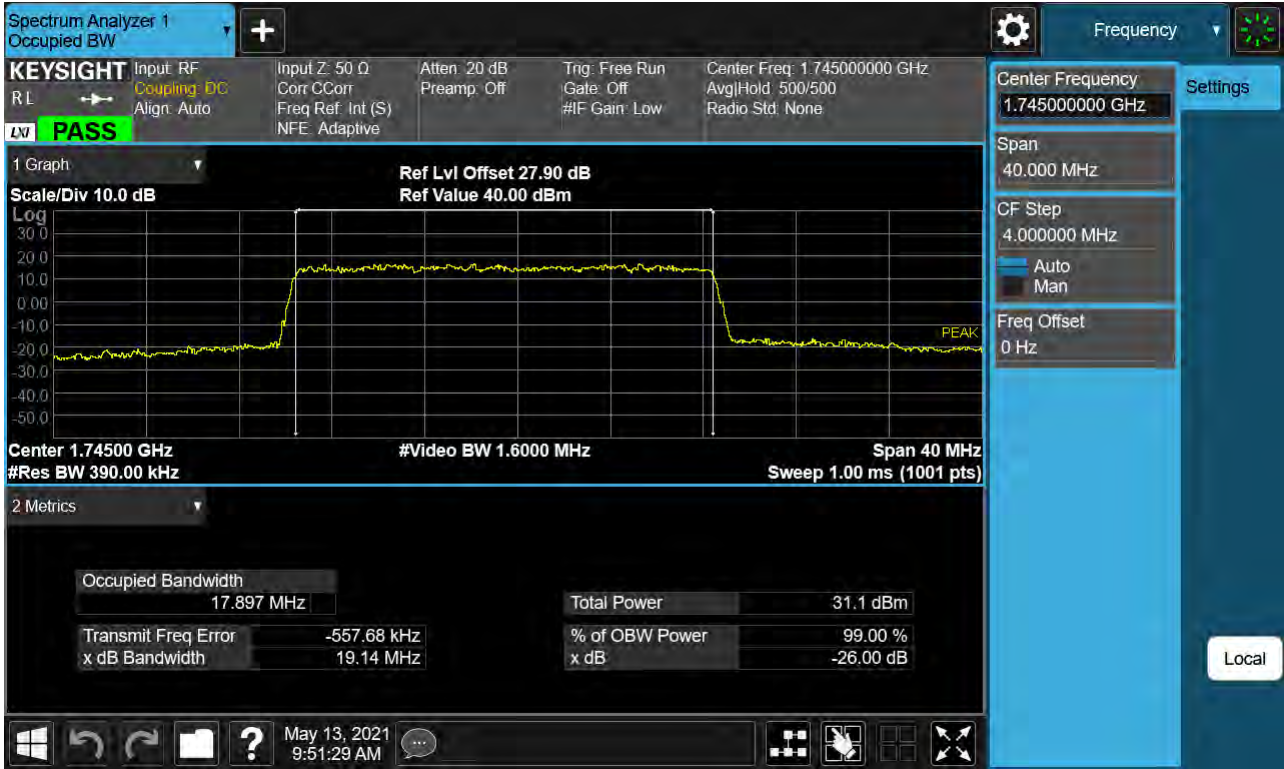 Spectrum Analyzer 1
Occupied BW
+
Frequency
KEYSIGHT
RL
LXI
PASS
Input: RF
Coupling: DC
Align: Auto
Input Z: 50 Ω
Corr CCorr
Freq Ref: Int (S)
NFE: Adaptive
Atten: 20 dB
Preamp: Off
Trig: Free Run
Gate: Off
#IF Gain: Low
Center Freq: 1.745000000 GHz
Avg|Hold: 500/500
Radio Std: None
Center Frequency
1.745000000 GHz
Settings
Span
40.000 MHz
CF Step
4.000000 MHz
Auto
Man
Freq Offset
0 Hz
Local
1 Graph
Scale/Div 10.0 dB
Ref Lvl Offset 27.90 dB
Ref Value 40.00 dBm
Log
30.0
20.0
10.0
0.00
-10.0
-20.0
-30.0
-40.0
-50.0
PEAK
Center 1.74500 GHz
#Video BW 1.6000 MHz
Span 40 MHz
#Res BW 390.00 kHz
Sweep 1.00 ms (1001 pts)
2 Metrics
Occupied Bandwidth
17.897 MHz
Total Power 31.1 dBm
Transmit Freq Error -557.68 kHz
% of OBW Power 99.00 %
x dB Bandwidth 19.14 MHz
x dB -26.00 dB
?
May 13, 2021
9:51:29 AM